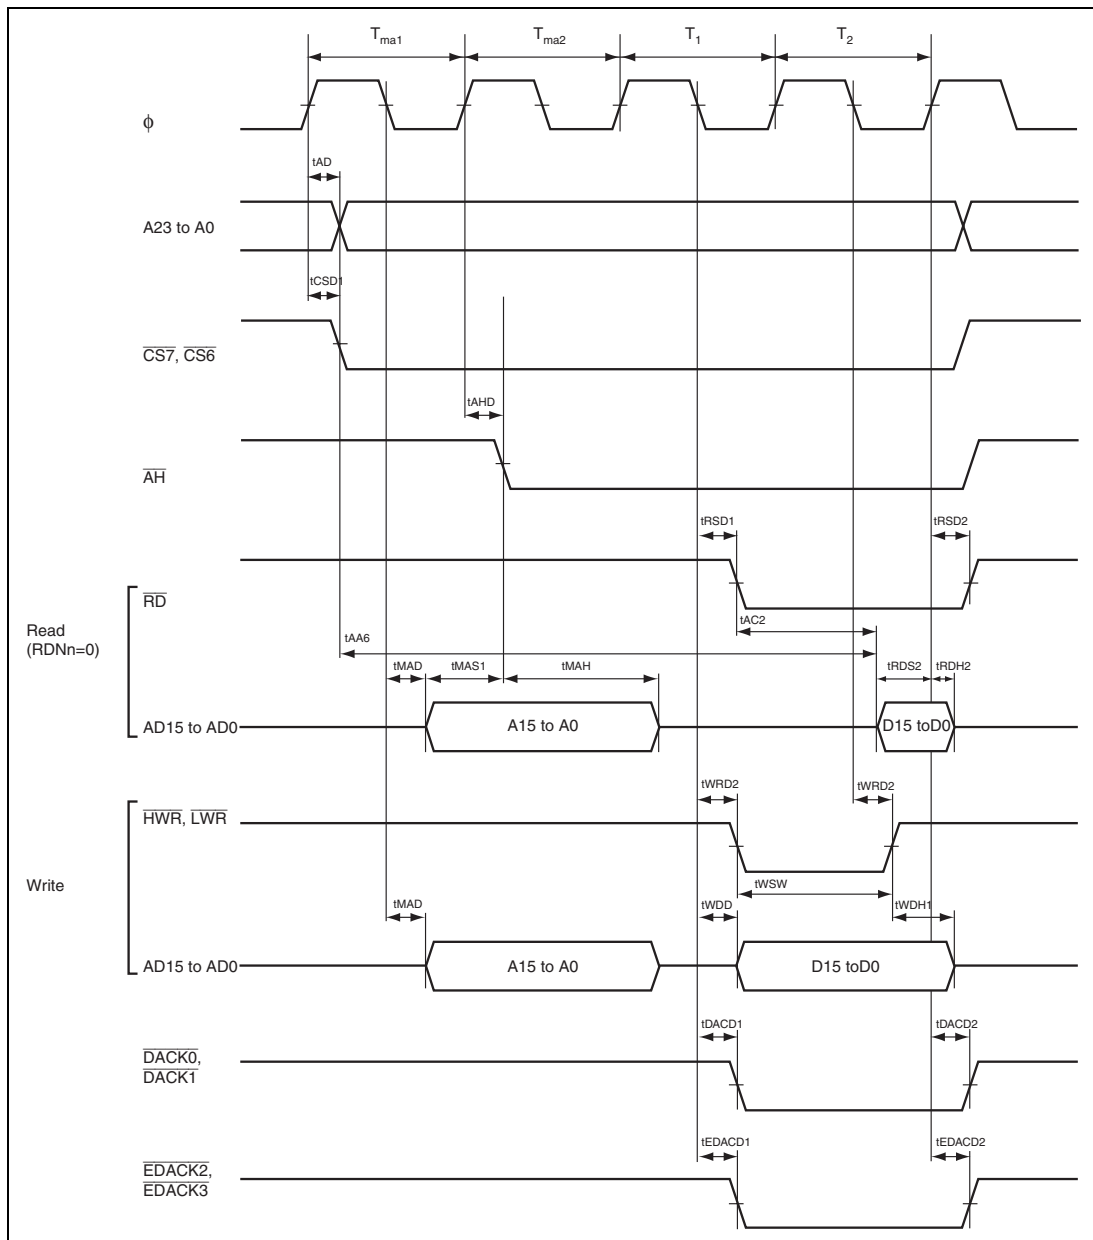 Tma1 Tma2 T1 T2
ϕ
tAD
A23 to A0
tCSD1
CS7, CS6
tAHD
AH
tRSD1 tRSD2
RD
Read
(RDNn=0)
tAC2
tAA6
tMAD tMAS1 tMAH tRDS2 tRDH2
AD15 to AD0 A15 to A0 D15 toD0
tWRD2 tWRD2
HWR, LWR
Write
tWSW
tMAD tWDD tWDH1
AD15 to AD0 A15 to A0 D15 toD0
tDACD1 tDACD2
DACK0,
DACK1
tEDACD1 tEDACD2
EDACK2,
EDACK3